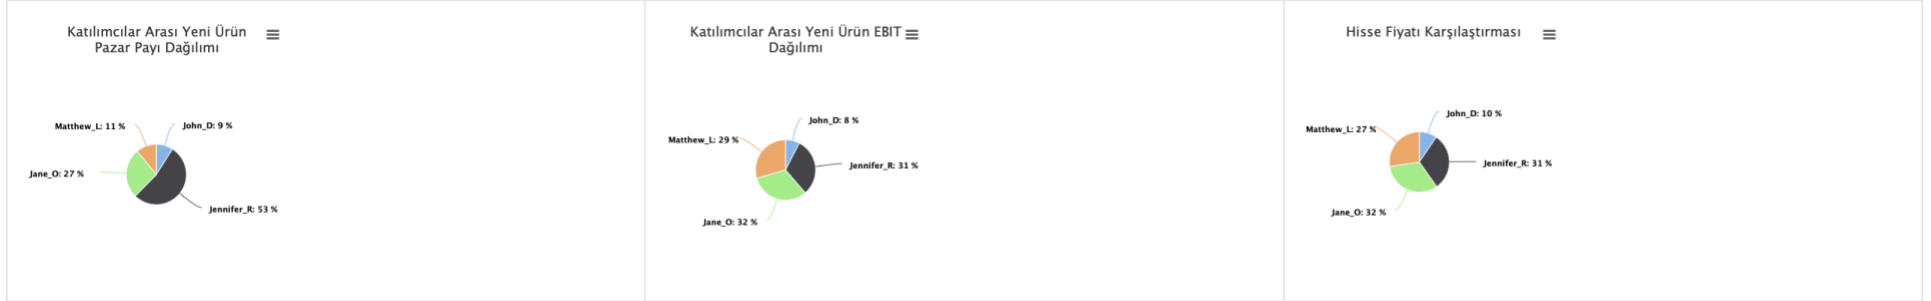 Katılımcılar Arası Yeni Ürün
Pazar Payı Dağılımı
Matthew_L: 11 %
John_D: 9 %
Jane_O: 27 %
Jennifer_R: 53 %
Katılımcılar Arası Yeni Ürün EBIT
Dağılımı
John_D: 8 %
Matthew_L: 29 %
Jennifer_R: 31 %
Jane_O: 32 %
Hisse Fiyatı Karşılaştırması
John_D: 10 %
Matthew_L: 27 %
Jennifer_R: 31 %
Jane_O: 32 %